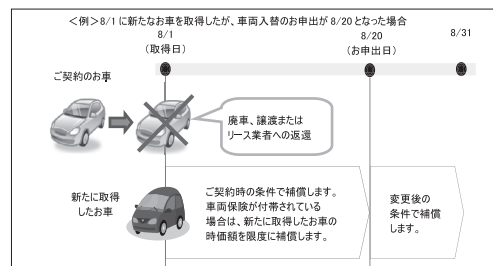 ＜例＞8/1に新たなお車を取得したが、車両入替のお申出が8/20となった場合
8/1
（取得日）
8/20
（お申出日）
8/31
ご契約のお車
廃車、譲渡または
リース業者への返還
新たに取得
したお車
ご契約時の条件で補償します。
車両保険が付帯されている
場合は、新たに取得したお車の
時価額を限度に補償します。
変更後の
条件で補償
します。